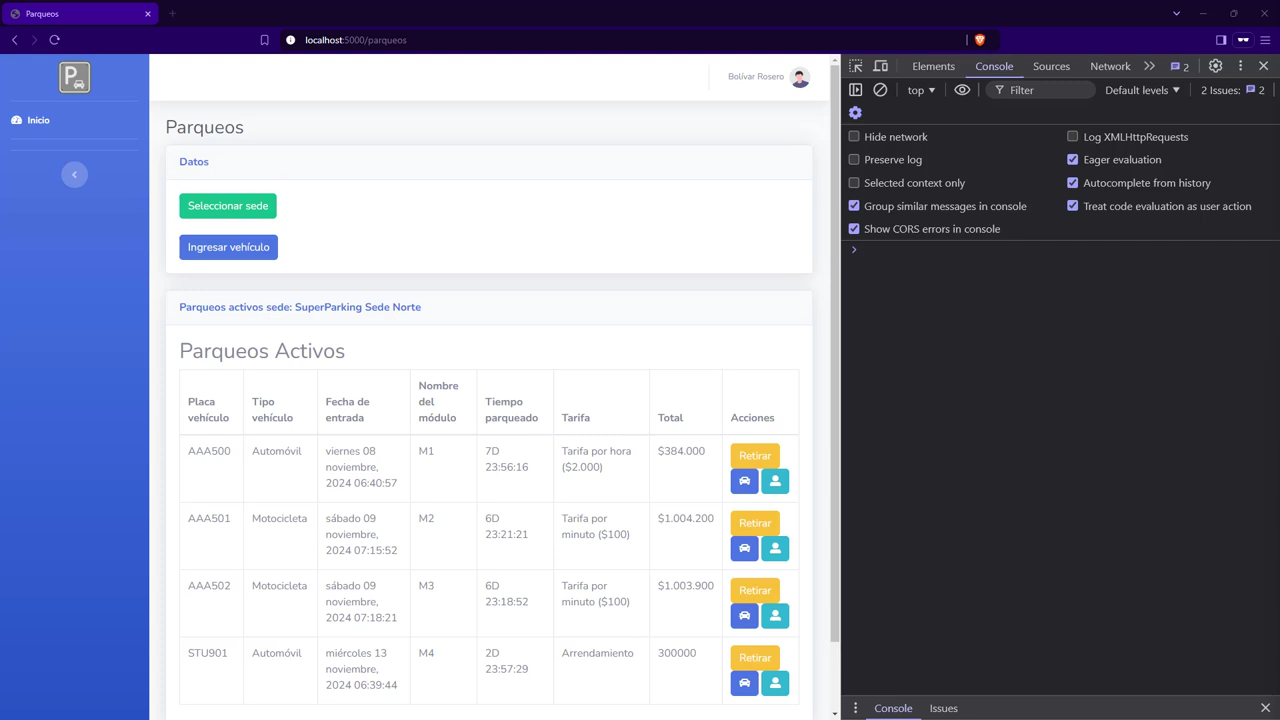 Parqueos
localhost:5000/parqueos
P
Inicio
Bolívar Rosero
Parqueos
Datos
Seleccionar sede
Ingresar vehículo
Parqueos activos sede: SuperParking Sede Norte
Parqueos Activos
Placa vehículo
Tipo vehículo
Fecha de entrada
Nombre del módulo
Tiempo parqueado
Tarifa
Total
Acciones
AAA500
Automóvil
viernes 08
noviembre,
2024 06:40:57
M1
7D
23:56:16
Tarifa por hora
($2.000)
$384.000
Retirar
AAA501
Motocicleta
sábado 09
noviembre,
2024 07:15:52
M2
6D
23:21:21
Tarifa por
minuto ($100)
$1.004.200
Retirar
AAA502
Motocicleta
sábado 09
noviembre,
2024 07:18:21
M3
6D
23:18:52
Tarifa por
minuto ($100)
$1.003.900
Retirar
STU901
Automóvil
miércoles 13
noviembre,
2024 06:39:44
M4
2D
23:57:29
Arrendamiento
300000
Retirar
Elements
Console
Sources
Network
2
top
Filter
Default levels
2 Issues:
2
Hide network
Log XMLHttpRequests
Preserve log
Eager evaluation
Selected context only
Autocomplete from history
Group similar messages in console
Treat code evaluation as user action
Show CORS errors in console
Console
Issues